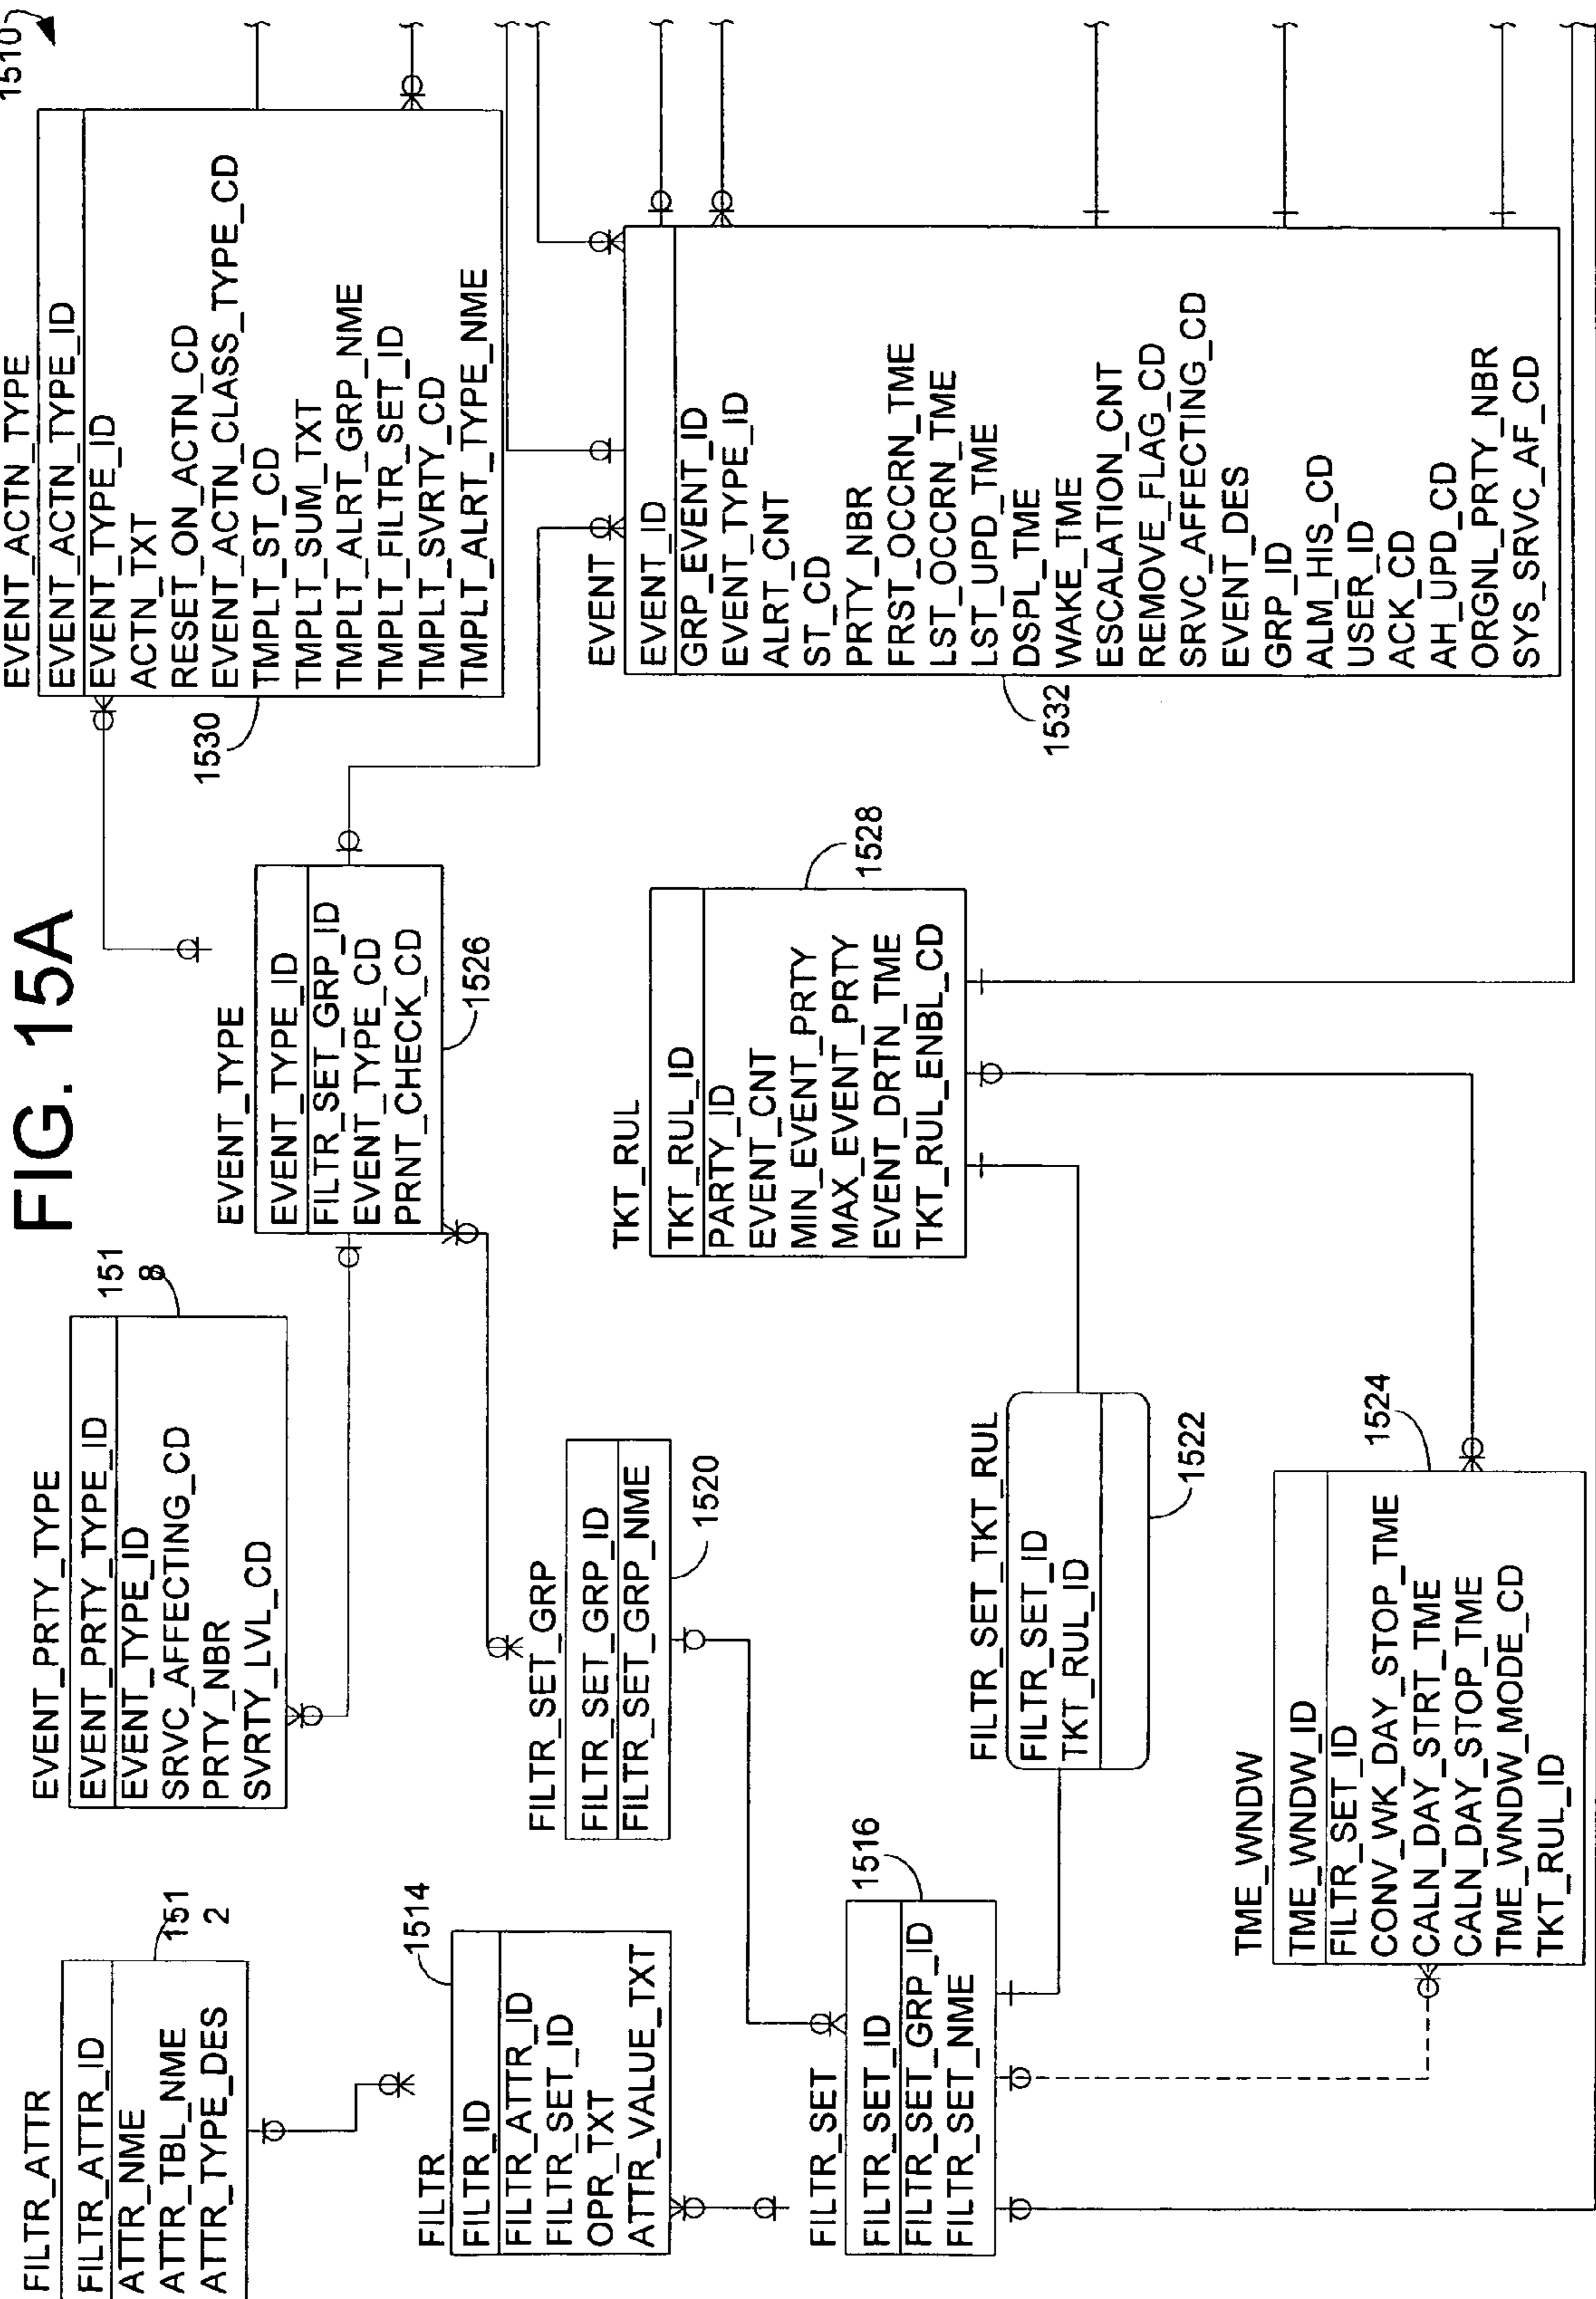 FIG. 15A
1510
FILTR_ATTR
FILTR_ATTR_ID
ATTR_NME
ATTR_TBL_NME
ATTR_TYPE_DES
151
2
EVENT_PRTY_TYPE
EVENT_PRTY_TYPE_ID
EVENT_TYPE_ID
SRVC_AFFECTING_CD
PRTY_NBR
SVRTY_LVL_CD
151
8
EVENT_TYPE
EVENT_TYPE_ID
FILTR_SET_GRP_ID
EVENT_TYPE_CD
PRNT_CHECK_CD
1526
EVENT_ACTN_TYPE
EVENT_ACTN_TYPE_ID
EVENT_TYPE_ID
ACTN_TXT
RESET_ON_ACTN_CD
EVENT_ACTN_CLASS_TYPE_CD
TMPLT_ST_CD
TMPLT_SUM_TXT
TMPLT_ALRT_GRP_NME
TMPLT_FILTR_SET_ID
TMPLT_SVRTY_CD
TMPLT_ALRT_TYPE_NME
1530
FILTR
FILTR_ID
FILTR_ATTR_ID
FILTR_SET_ID
OPR_TXT
ATTR_VALUE_TXT
1514
FILTR_SET_GRP
FILTR_SET_GRP_ID
FILTR_SET_GRP_NME
1520
TKT_RUL
TKT_RUL_ID
PARTY_ID
EVENT_CNT
MIN_EVENT_PRTY
MAX_EVENT_PRTY
EVENT_DRTN_TME
TKT_RUL_ENBL_CD
1528
EVENT
EVENT_ID
GRP_EVENT_ID
EVENT_TYPE_ID
ALRT_CNT
ST_CD
PRTY_NBR
FRST_OCCRN_TME
LST_OCCRN_TME
LST_UPD_TME
DSPL_TME
WAKE_TME
ESCALATION_CNT
REMOVE_FLAG_CD
SRVC_AFFECTING_CD
EVENT_DES
GRP_ID
ALM_HIS_CD
USER_ID
ACK_CD
AH_UPD_CD
ORGNL_PRTY_NBR
SYS_SRVC_AF_CD
1532
FILTR_SET
FILTR_SET_ID
FILTR_SET_GRP_ID
FILTR_SET_NME
1516
FILTR_SET_TKT_RUL
FILTR_SET_ID
TKT_RUL_ID
1522
TME_WNDW
TME_WNDW_ID
FILTR_SET_ID
CONV_WK_DAY_STOP_TME
CALN_DAY_STRT_TME
CALN_DAY_STOP_TME
TME_WNDW_MODE_CD
TKT_RUL_ID
1524